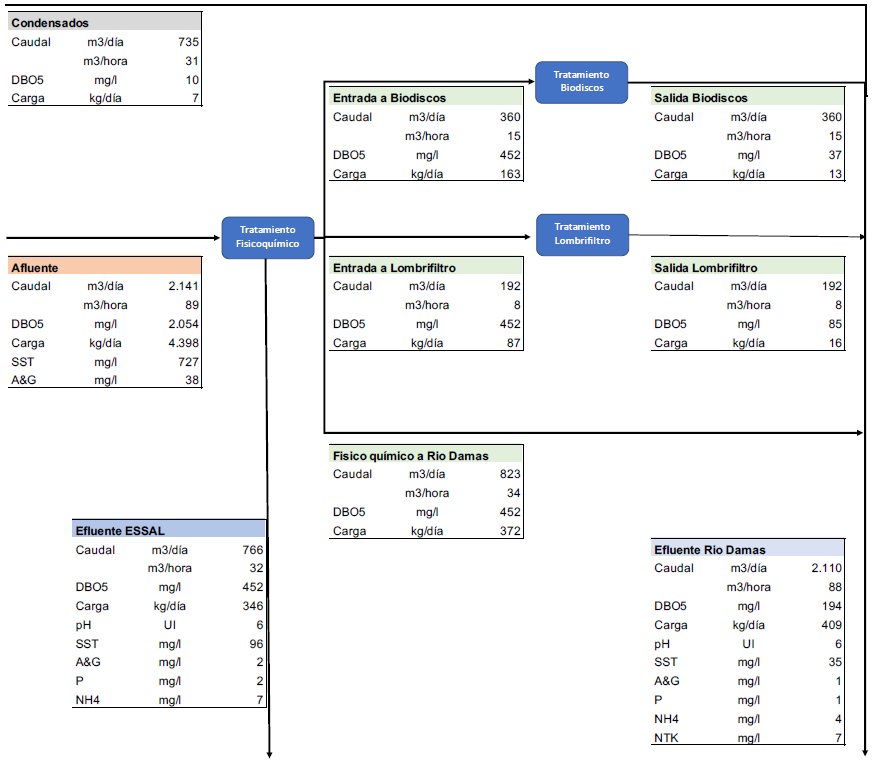 Condensados
Caudal m3/día 735
m3/hora 31
DBO5 mg/l 10
Carga kg/día 7
Tratamiento
Biodiscos
Entrada a Biodiscos
Caudal m3/día 360
m3/hora 15
DBO5 mg/l 452
Carga kg/día 163
Salida Biodiscos
Caudal m3/día 360
m3/hora 15
DBO5 mg/l 37
Carga kg/día 13
Tratamiento
Fisicoquímico
Tratamiento
Lombrifiltro
Afluente
Caudal m3/día 2.141
m3/hora 89
DBO5 mg/l 2.054
Carga kg/día 4.398
SST mg/l 727
A&G mg/l 38
Entrada a Lombrifiltro
Caudal m3/día 192
m3/hora 8
DBO5 mg/l 452
Carga kg/día 87
Salida Lombrifiltro
Caudal m3/día 192
m3/hora 8
DBO5 mg/l 85
Carga kg/día 16
Fisico químico a Rio Damas
Caudal m3/día 823
m3/hora 34
DBO5 mg/l 452
Carga kg/día 372
Efluente ESSAL
Caudal m3/día 766
m3/hora 32
DBO5 mg/l 452
Carga kg/día 346
pH UI 6
SST mg/l 96
A&G mg/l 2
P mg/l 2
NH4 mg/l 7
Efluente Rio Damas
Caudal m3/día 2.110
m3/hora 88
DBO5 mg/l 194
Carga kg/día 409
pH UI 6
SST mg/l 35
A&G mg/l 1
P mg/l 1
NH4 mg/l 4
NTK mg/l 7